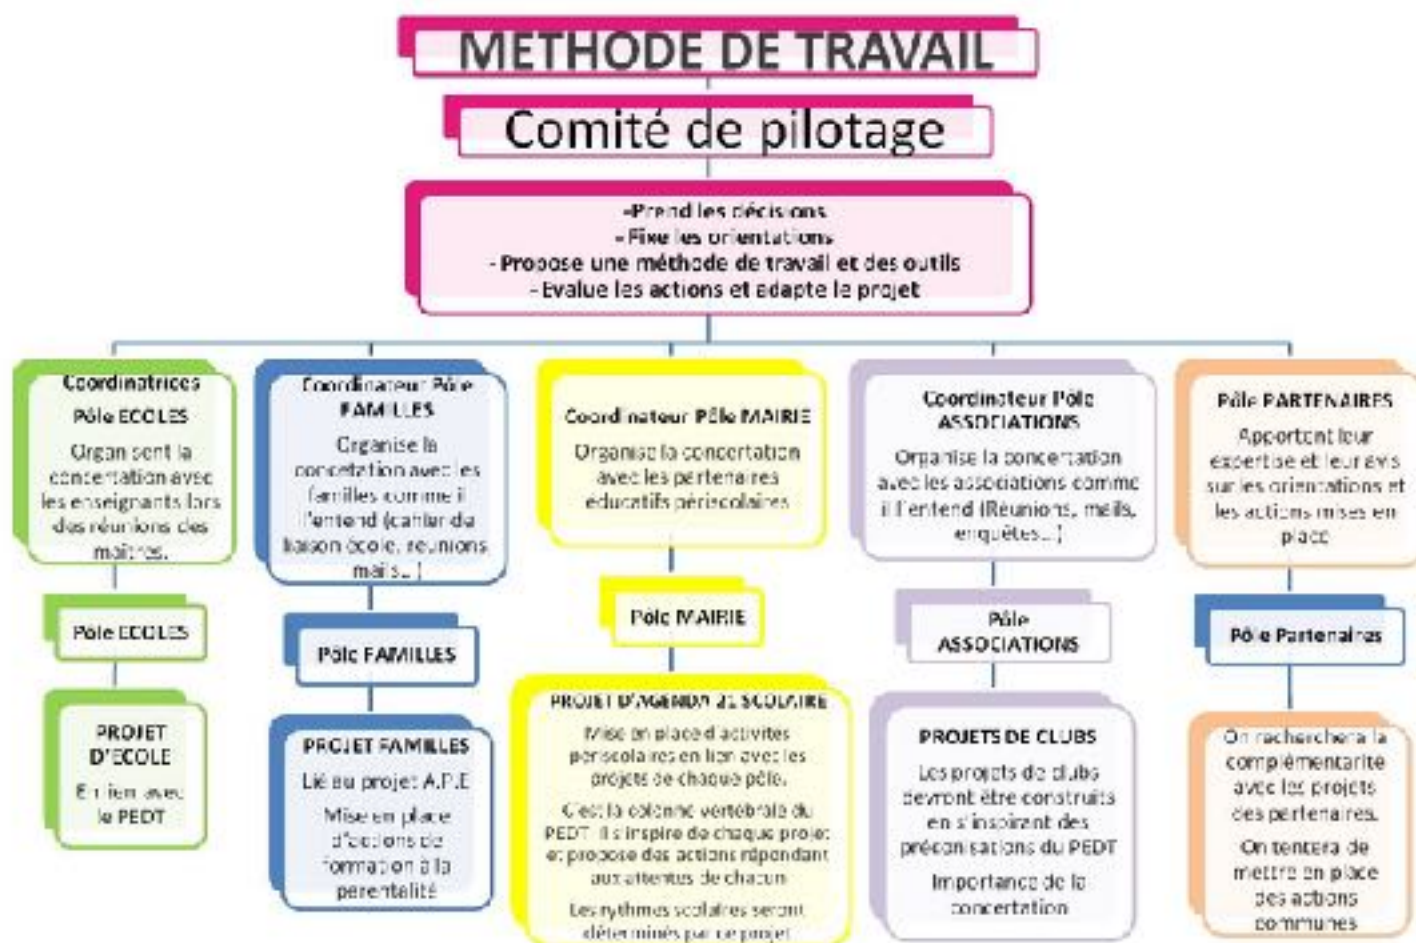 METHODE DE TRAVAIL
Comité de pilotage
-Prend les décisions
-Fixe les orientations
- Propose une méthode de travail et des outils
- Evalue les actions et adapte le projet
Coordinatrices
Pôle ECOLES
Organisent la
concertation avec
les enseignants lors
des réunions des
maitres.
Coordinateur Pôle
FAMILLES
Organise la
concetation avec les
familles comme il
l'entend (cahier de
liaison école, réunions,
mails...)
Coordinateur Pôle MAIRIE
Organise la concertation
avec les partenaires
éducatifs périscolaires
Coordinateur Pôle
ASSOCIATIONS
Organise la concertation
avec les associations comme
il l'entend (Réunions, mails,
enquêtes...)
Pôle PARTENAIRES
Apportent leur
expertise et leur avis
sur les orientations et
les actions mises en
place
Pôle ECOLES
Pôle FAMILLES
Pôle MAIRIE
Pôle
ASSOCIATIONS
Pôle Partenaires
PROJET
D'ECOLE
En lien avec
le PEDT
PROJET FAMILLES
Lié au projet A.P.E
Mise en place
d'actions de
formation à la
parentalité
PROJET D'AGENDA 21 SCOLAIRE
Mise en place d'activités
périscolaires en lien avec les
projets de chaque pôle.
C'est la colonne vertébrale du
PEDT. Il s'inspire de chaque projet
et propose des actions répondant
aux attentes de chacun
Les rythmes scolaires seront
déterminés par ce projet
PROJETS DE CLUBS
Les projets de clubs
devront être construits
en s'inspirant des
préconisations du PEDT
Importance de la
concertation
On recherchera la
complémentarité
avec les projets
des partenaires.
On tentera de
mettre en place
des actions
communes